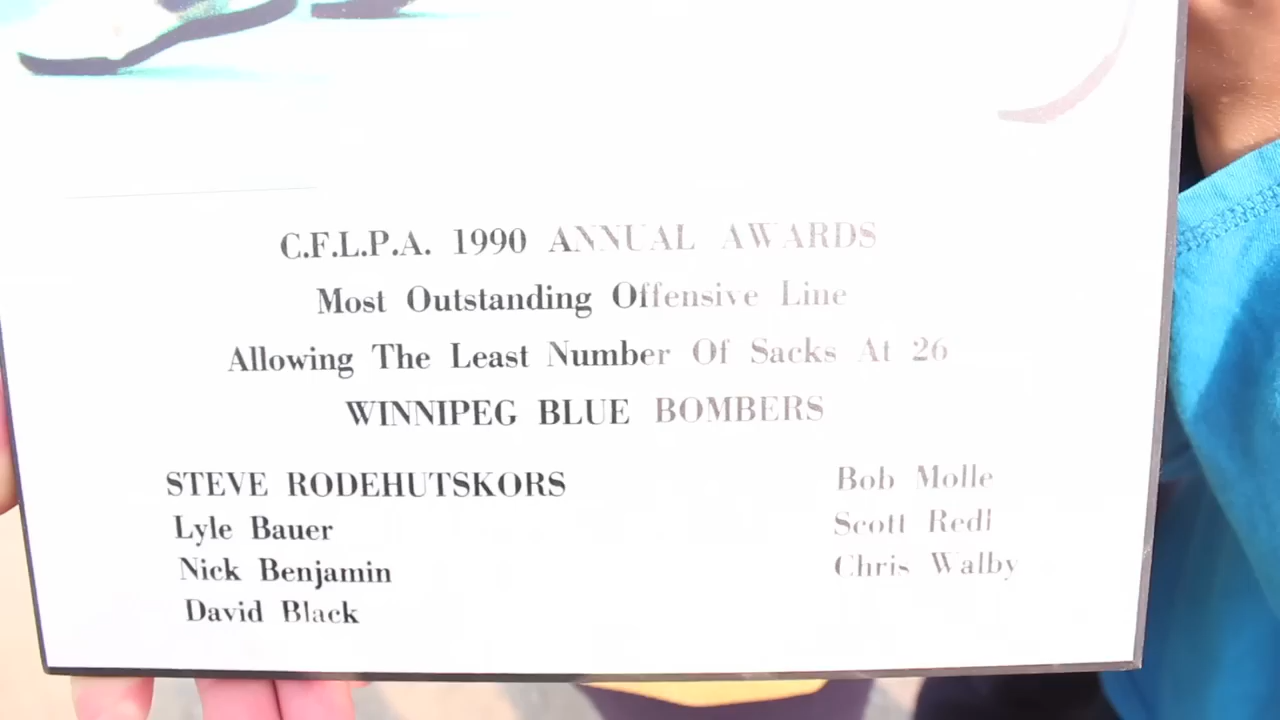 C.F.L.P.A. 1990 ANNUAL AWARDS
Most Outstanding Offensive Line
Allowing The Least Number Of Sacks At 26
WINNIPEG BLUE BOMBERS
STEVE RODEHUTSKORS
Lyle Bauer
Nick Benjamin
David Black
Bob Molle
Scott Redl
Chris Walby